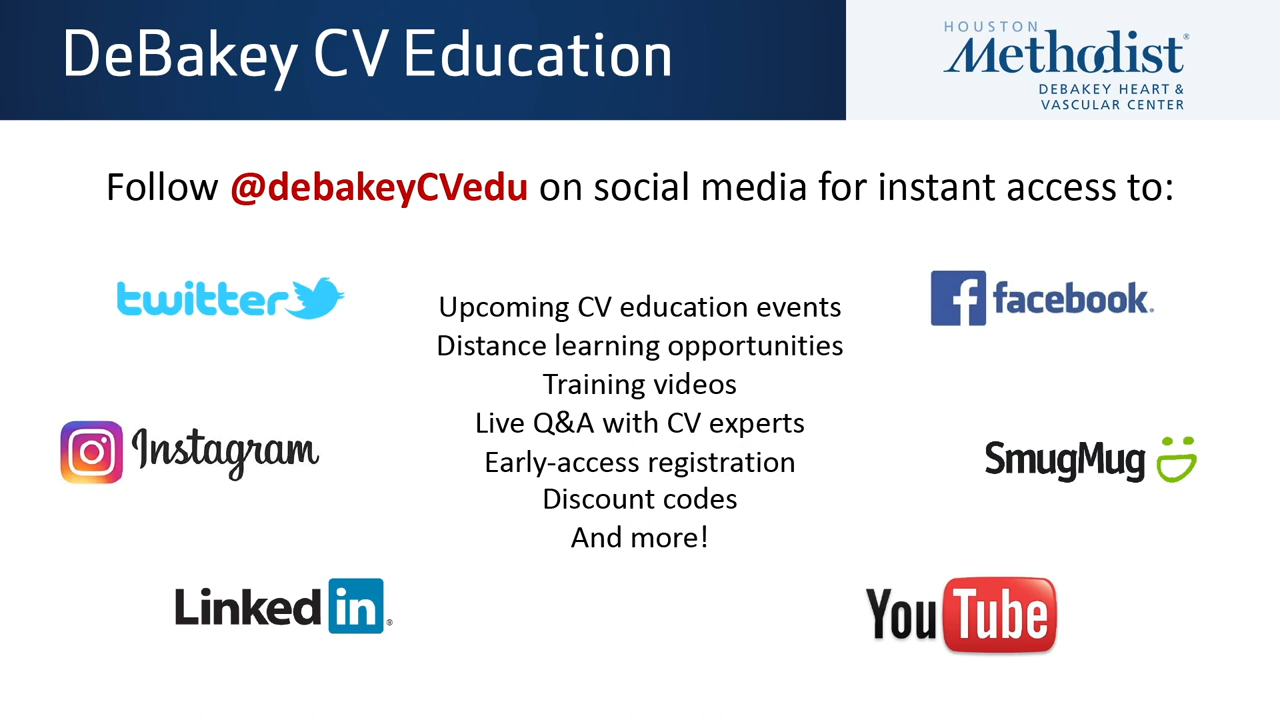 DeBakey CV Education
HOUSTON
Methodist®
DEBAKEY HEART &
VASCULAR CENTER
Follow @debakeyCVedu on social media for instant access to:
twitter
facebook.
Upcoming CV education events
Distance learning opportunities
Training videos
Live Q&A with CV experts
Early-access registration
Discount codes
And more!
Instagram
SmugMug
Linked in®
YouTube